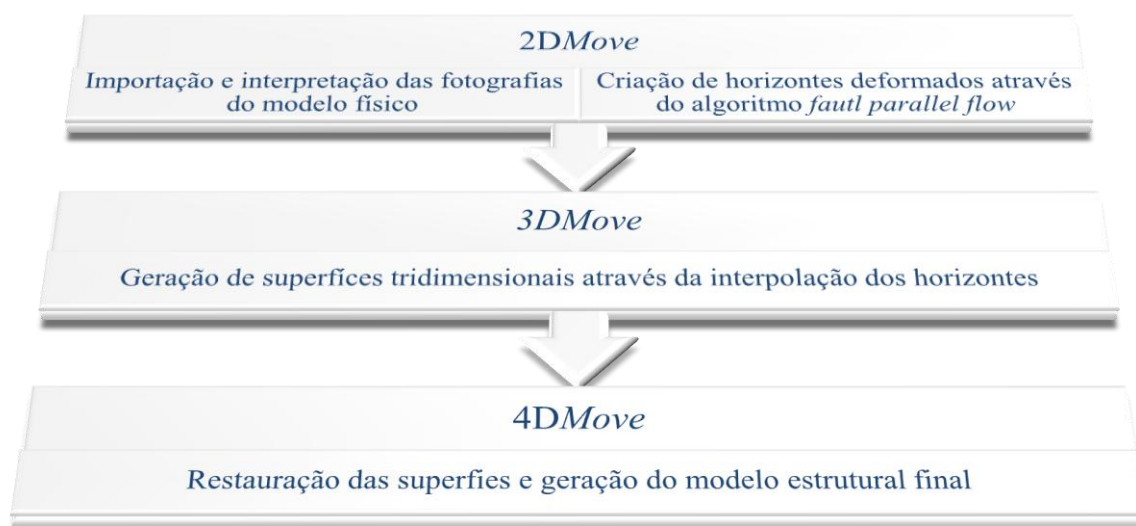 2DMove
Importação e interpretação das fotografias
do modelo físico
Criação de horizontes deformados através
do algoritmo fautl parallel flow
3DMove
Geração de superfíces tridimensionais através da interpolação dos horizontes
4DMove
Restauração das superfies e geração do modelo estrutural final